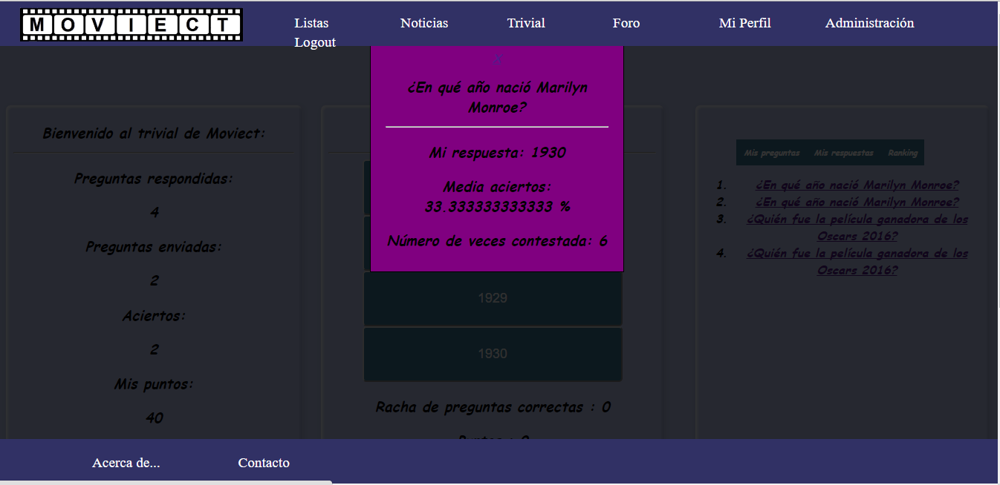 MOVIECT
Listas
Noticias
Trivial
Foro
Mi Perfil
Administración
Logout
X
¿En qué año nació Marilyn
Monroe?
Mi respuesta: 1930
Media aciertos:
33.333333333333 %
Número de veces contestada: 6
Bienvenido al trivial de Moviect:
Preguntas respondidas:
4
Preguntas enviadas:
2
Aciertos:
2
Mis puntos:
40
1929
1930
Racha de preguntas correctas : 0
Puntos : 0
Mis preguntas Mis respuestas Ranking
1. ¿En qué año nació Marilyn Monroe?
2. ¿En qué año nació Marilyn Monroe?
3. ¿Quién fue la película ganadora de los
Oscars 2016?
4. ¿Quién fue la película ganadora de los
Oscars 2016?
Acerca de...
Contacto